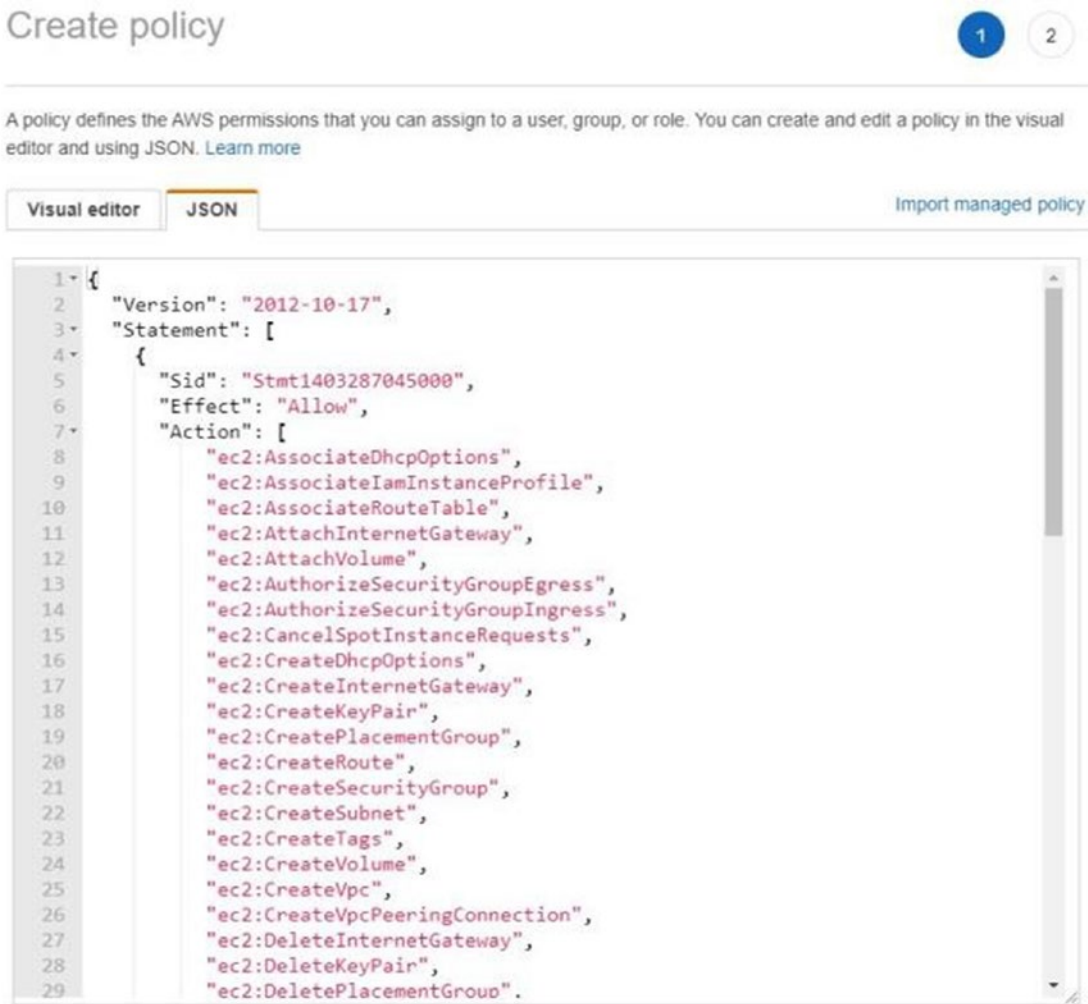 Create policy
1 2
A policy defines the AWS permissions that you can assign to a user, group, or role. You can create and edit a policy in the visual
editor and using JSON. Learn more
Visual editor JSON Import managed policy
1 {
2 "Version": "2012-10-17",
3 "Statement": [
4 {
5 "Sid": "Stmt1403287045000",
6 "Effect": "Allow",
7 "Action": [
8 "ec2:AssociateDhcpOptions",
9 "ec2:AssociateIamInstanceProfile",
10 "ec2:AssociateRouteTable",
11 "ec2:AttachInternetGateway",
12 "ec2:AttachVolume",
13 "ec2:AuthorizeSecurityGroupEgress",
14 "ec2:AuthorizeSecurityGroupIngress",
15 "ec2:CancelSpotInstanceRequests",
16 "ec2:CreateDhcpOptions",
17 "ec2:CreateInternetGateway",
18 "ec2:CreateKeyPair",
19 "ec2:CreatePlacementGroup",
20 "ec2:CreateRoute",
21 "ec2:CreateSecurityGroup",
22 "ec2:CreateSubnet",
23 "ec2:CreateTags",
24 "ec2:CreateVolume",
25 "ec2:CreateVpc",
26 "ec2:CreateVpcPeeringConnection",
27 "ec2:DeleteInternetGateway",
28 "ec2:DeleteKeyPair",
29 "ec2:DeletePlacementGroup",